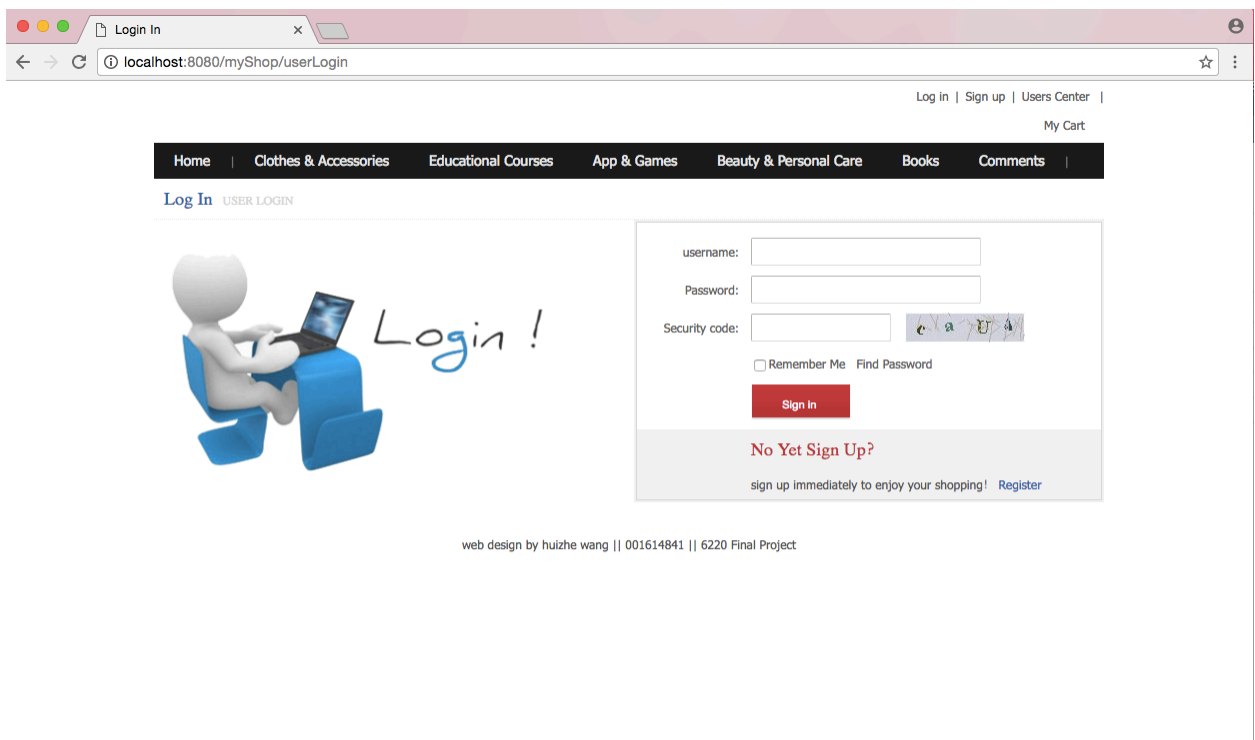 Login In
localhost:8080/myShop/userLogin
Log in | Sign up | Users Center |
My Cart
Home | Clothes & Accessories Educational Courses App & Games Beauty & Personal Care Books Comments |
Log In USER LOGIN
Login !
username:
Password:
Security code: e a U A
Remember Me Find Password
Sign In
No Yet Sign Up?
sign up immediately to enjoy your shopping! Register
web design by huizhe wang || 001614841 || 6220 Final Project